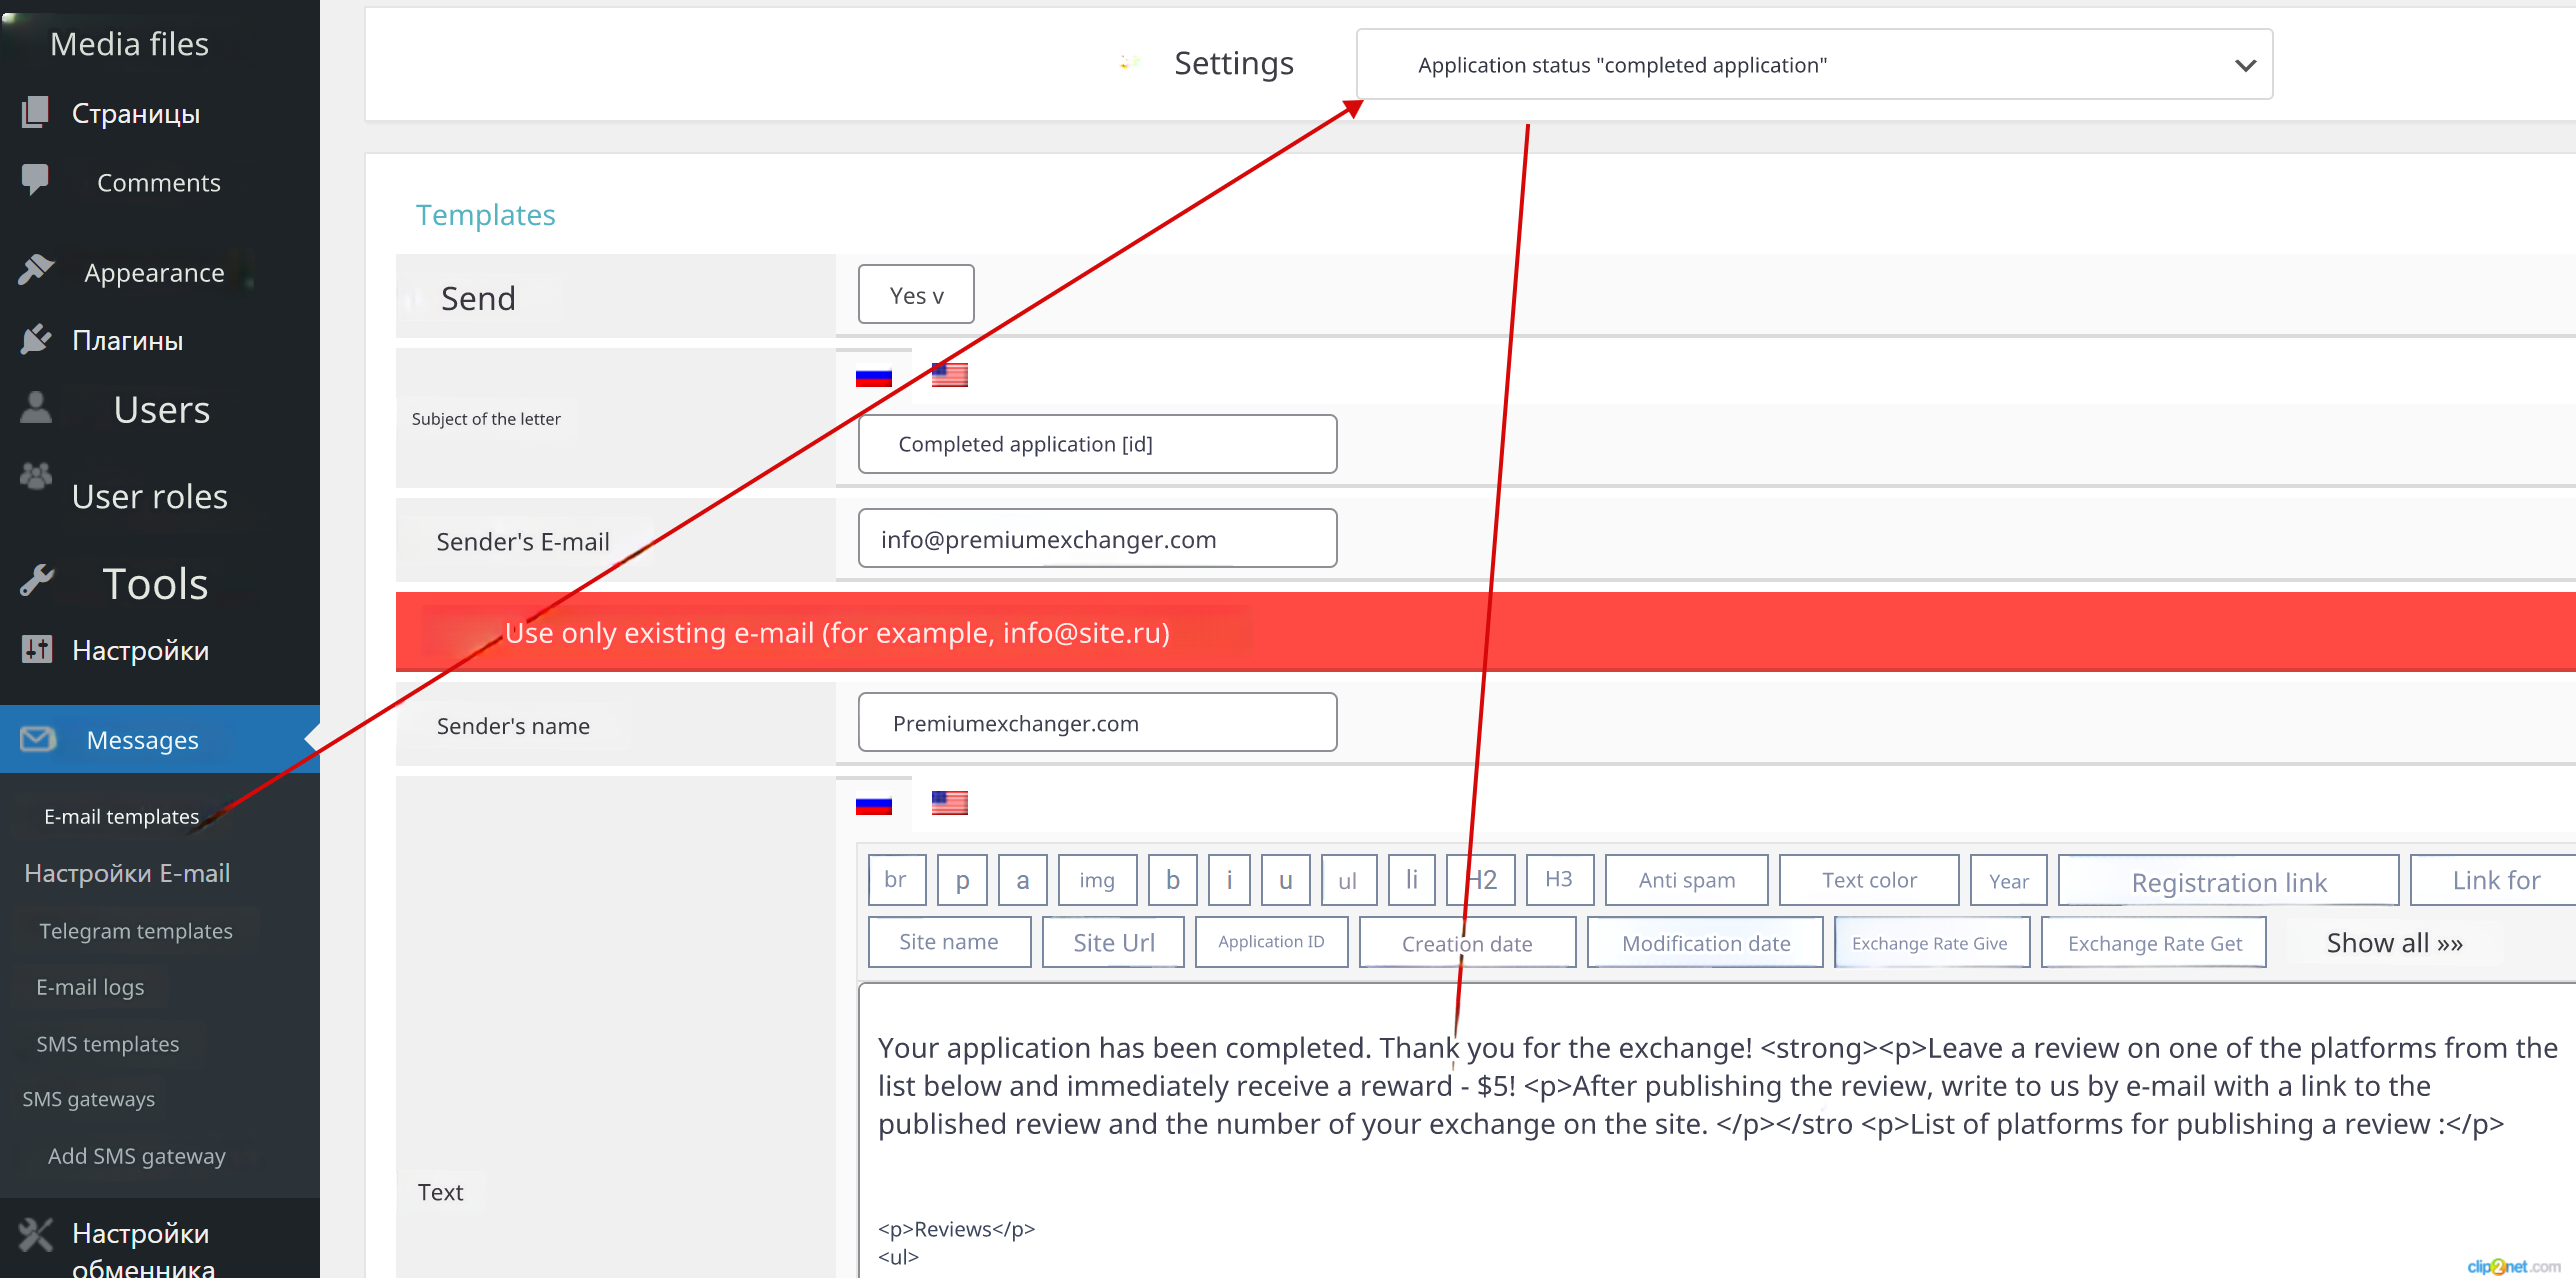 Media files
Страницы
Comments
Appearance
Плагины
Users
User roles
Tools
Настройки
Messages
E-mail templates
Настройки E-mail
Telegram templates
E-mail logs
SMS templates
SMS gateways
Add SMS gateway
Настройки
обменника
Settings
Application status "completed application"
Templates
Send
Yes v
Subject of the letter
Completed application [id]
Sender's E-mail
info@premiumexchanger.com
Use only existing e-mail (for example, info@site.ru)
Sender's name
Premiumexchanger.com
Text
br p a img b i u ul li H2 H3 Anti spam Text color Year Registration link Link for
Site name Site Url Application ID Creation date Modification date Exchange Rate Give Exchange Rate Get Show all »»
Your application has been completed. Thank you for the exchange! <strong><p>Leave a review on one of the platforms from the
list below and immediately receive a reward - $5! <p>After publishing the review, write to us by e-mail with a link to the
published review and the number of your exchange on the site. </p></stro <p>List of platforms for publishing a review :</p>
<p>Reviews</p>
<ul>
clip2net.com